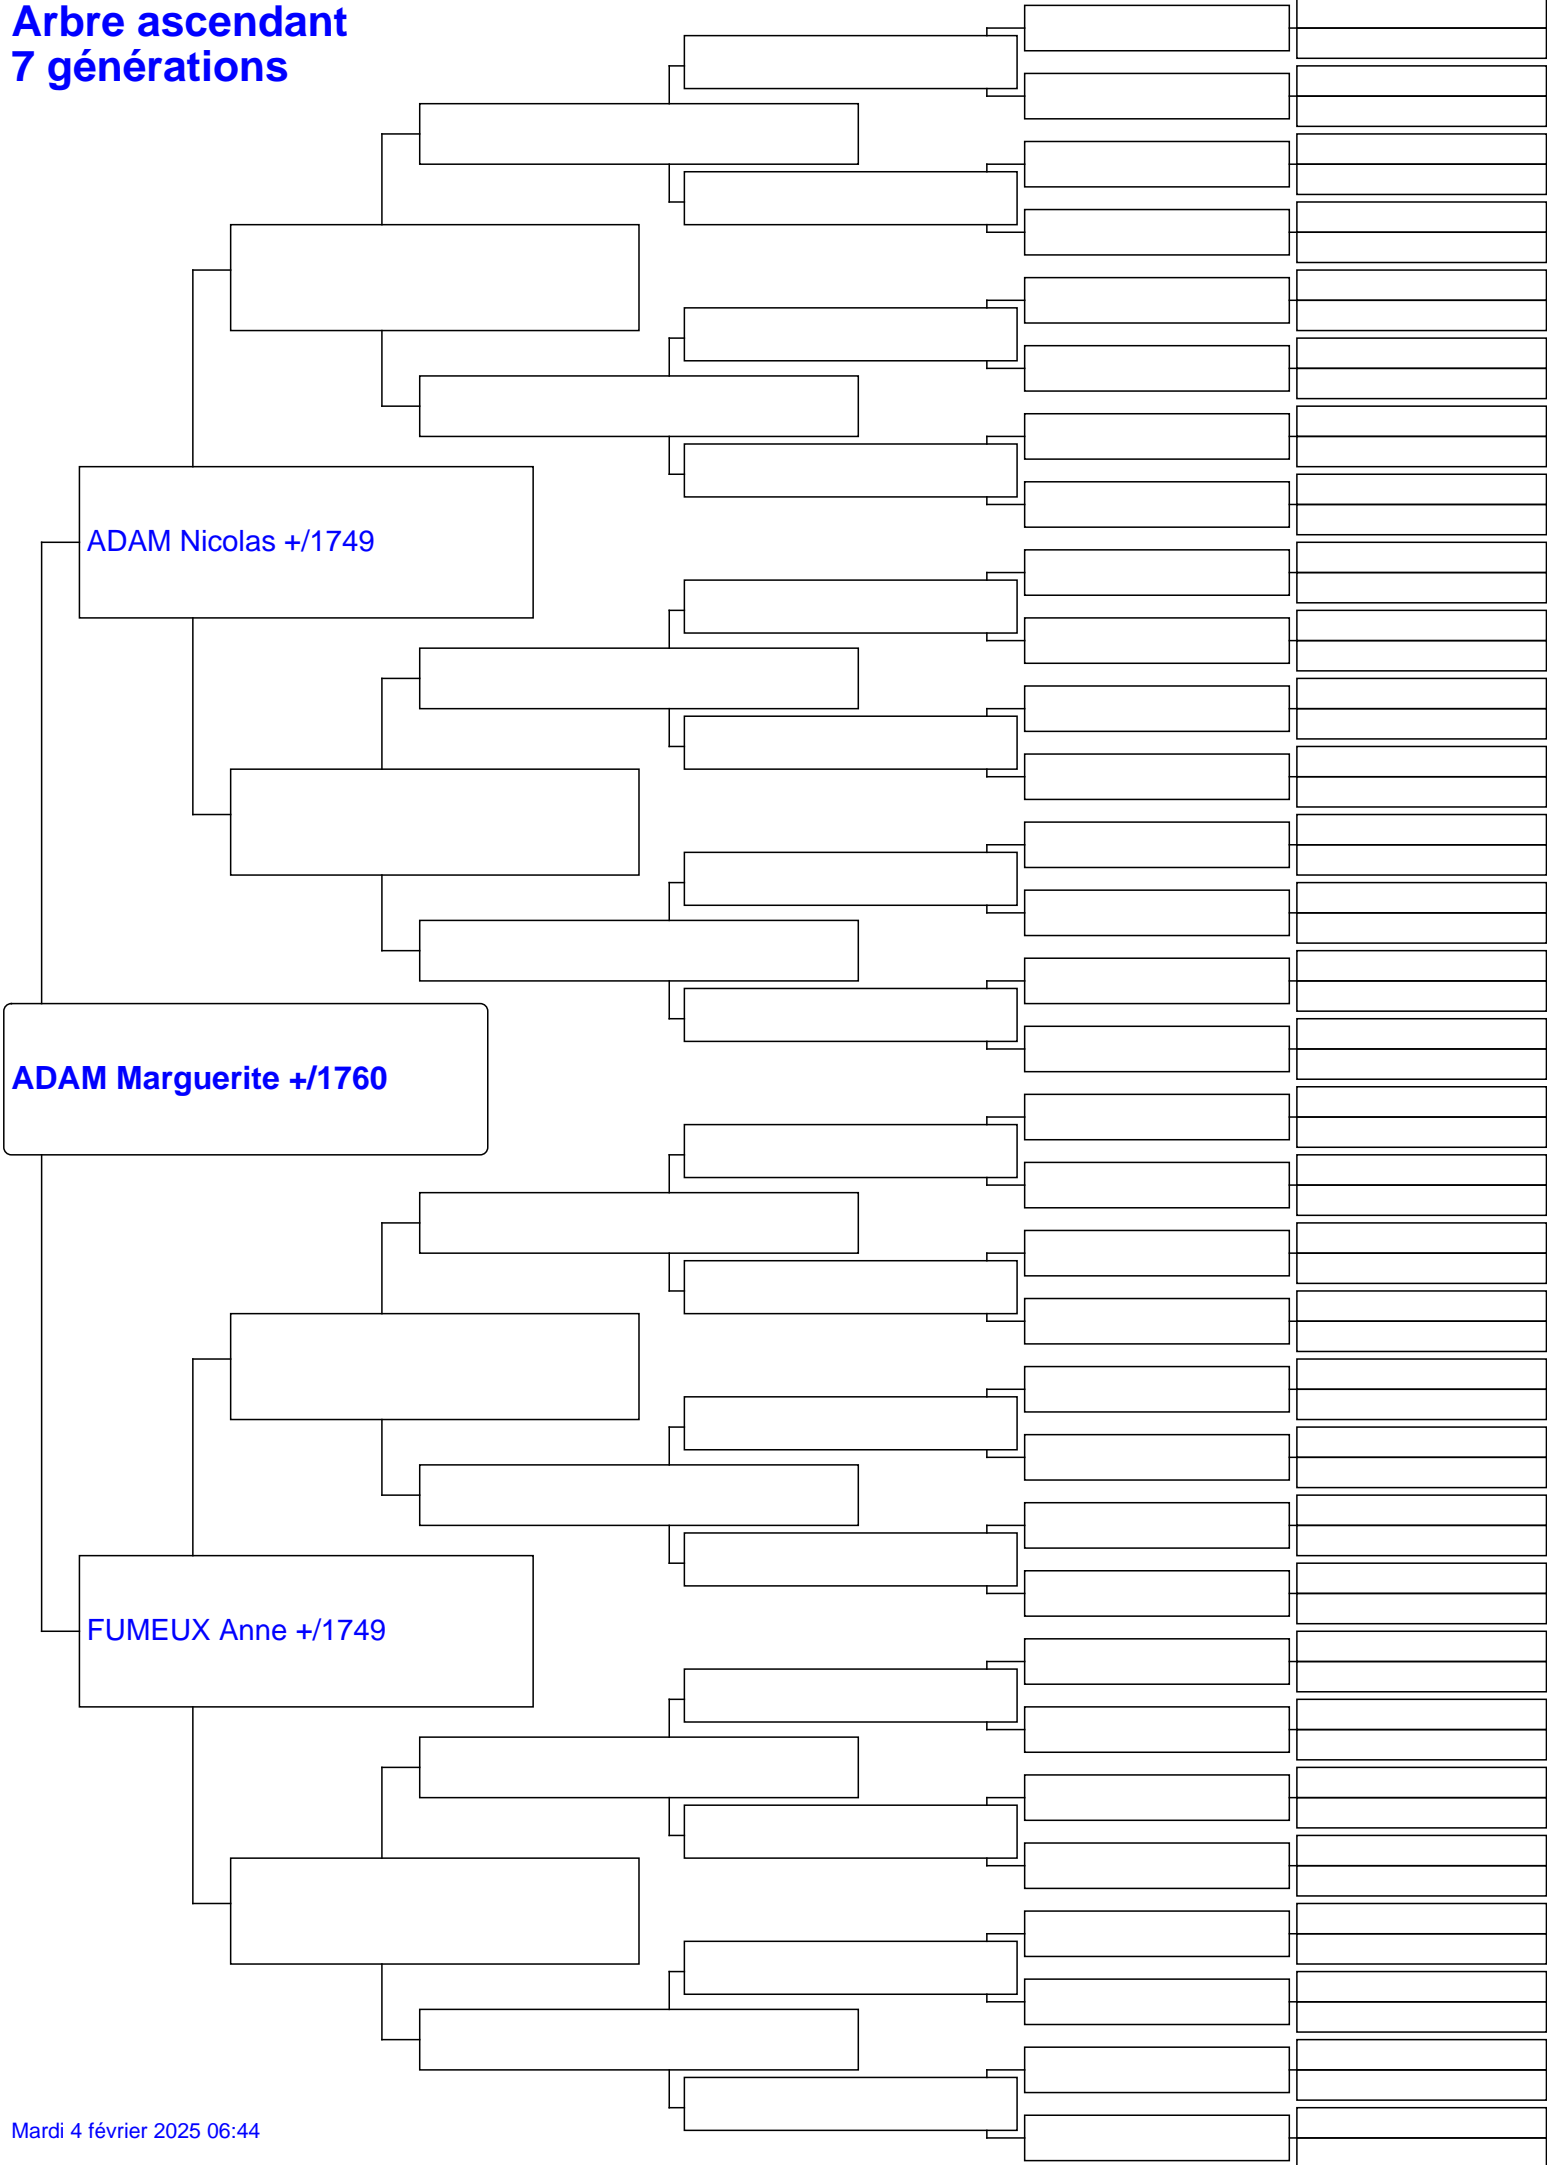 Arbre ascendant
7 générations
ADAM Nicolas +/1749
ADAM Marguerite +/1760
FUMEUX Anne +/1749
Mardi 4 février 2025 06:44